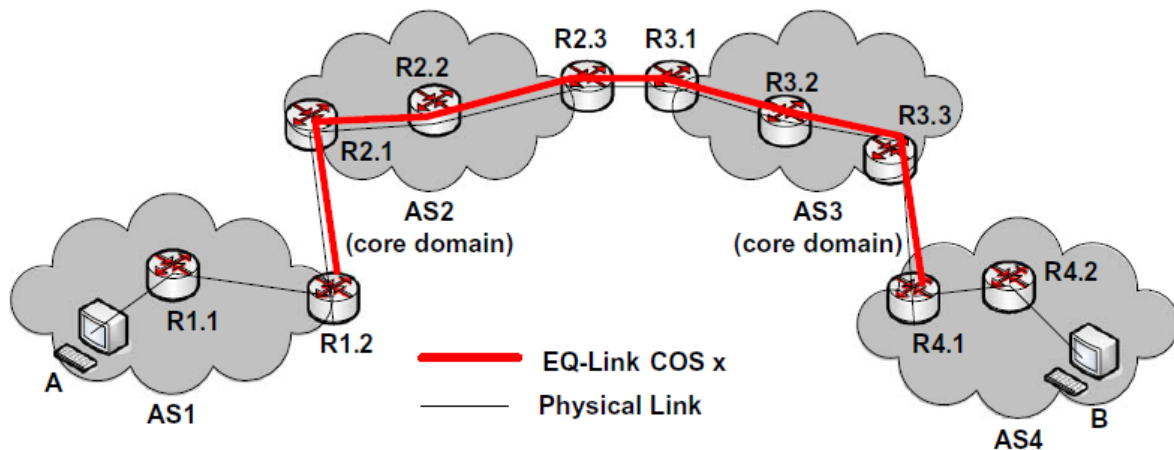 R2.3
R3.1
R2.2
R3.2
R3.3
R2.1
AS2
(core domain)
AS3
(core domain)
R1.1
R1.2
R4.2
R4.1
A
AS1
EQ-Link COS x
Physical Link
B
AS4